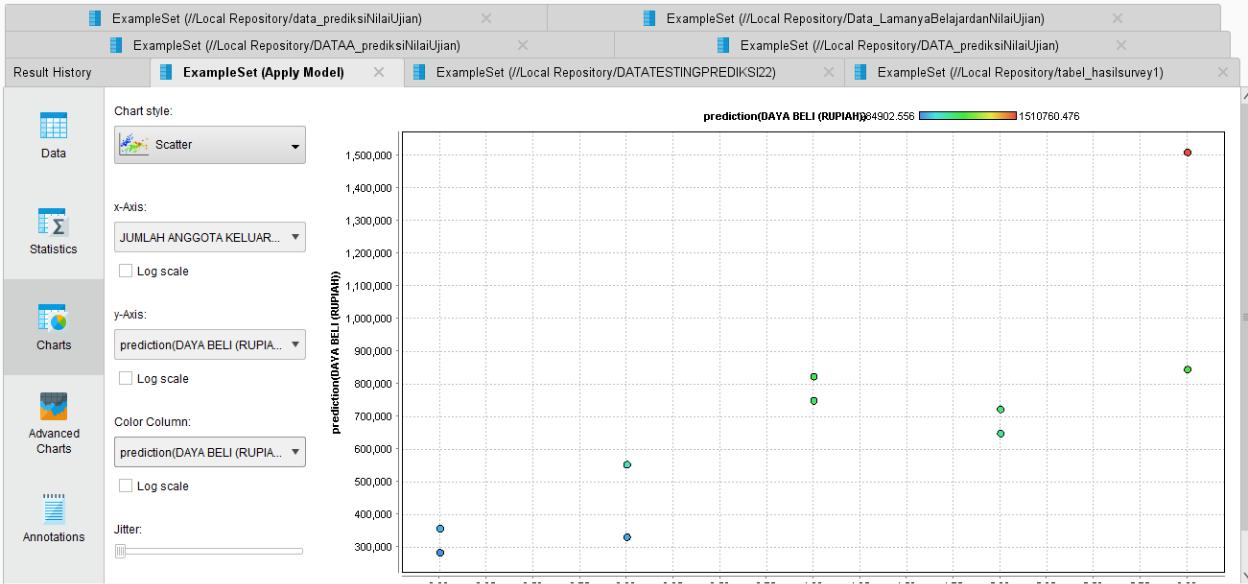 ExampleSet (//Local Repository/data_prediksiNilaiUjian)
ExampleSet (//Local Repository/Data_LamanyaBelajardanNilaiUjian)
ExampleSet (//Local Repository/DATAA_prediksiNilaiUjian)
ExampleSet (//Local Repository/DATA_prediksiNilaiUjian)
Result History
ExampleSet (Apply Model)
ExampleSet (//Local Repository/DATATESTINGPREDIKSI22)
ExampleSet (//Local Repository/tabel_hasilsurvey1)
Data
Statistics
Charts
Advanced
Charts
Annotations
Chart style:
Scatter
x-Axis:
JUMLAH ANGGOTA KELUAR...
Log scale
y-Axis:
prediction(DAYA BELI (RUPIA...
Log scale
Color Column:
prediction(DAYA BELI (RUPIA...
Log scale
Jitter:
prediction(DAYA BELI (RUPIAH))
1510760.476
prediction(DAYA BELI (RUPIAH))
1,500,000
1,400,000
1,300,000
1,200,000
1,100,000
1,000,000
900,000
800,000
700,000
600,000
500,000
400,000
300,000